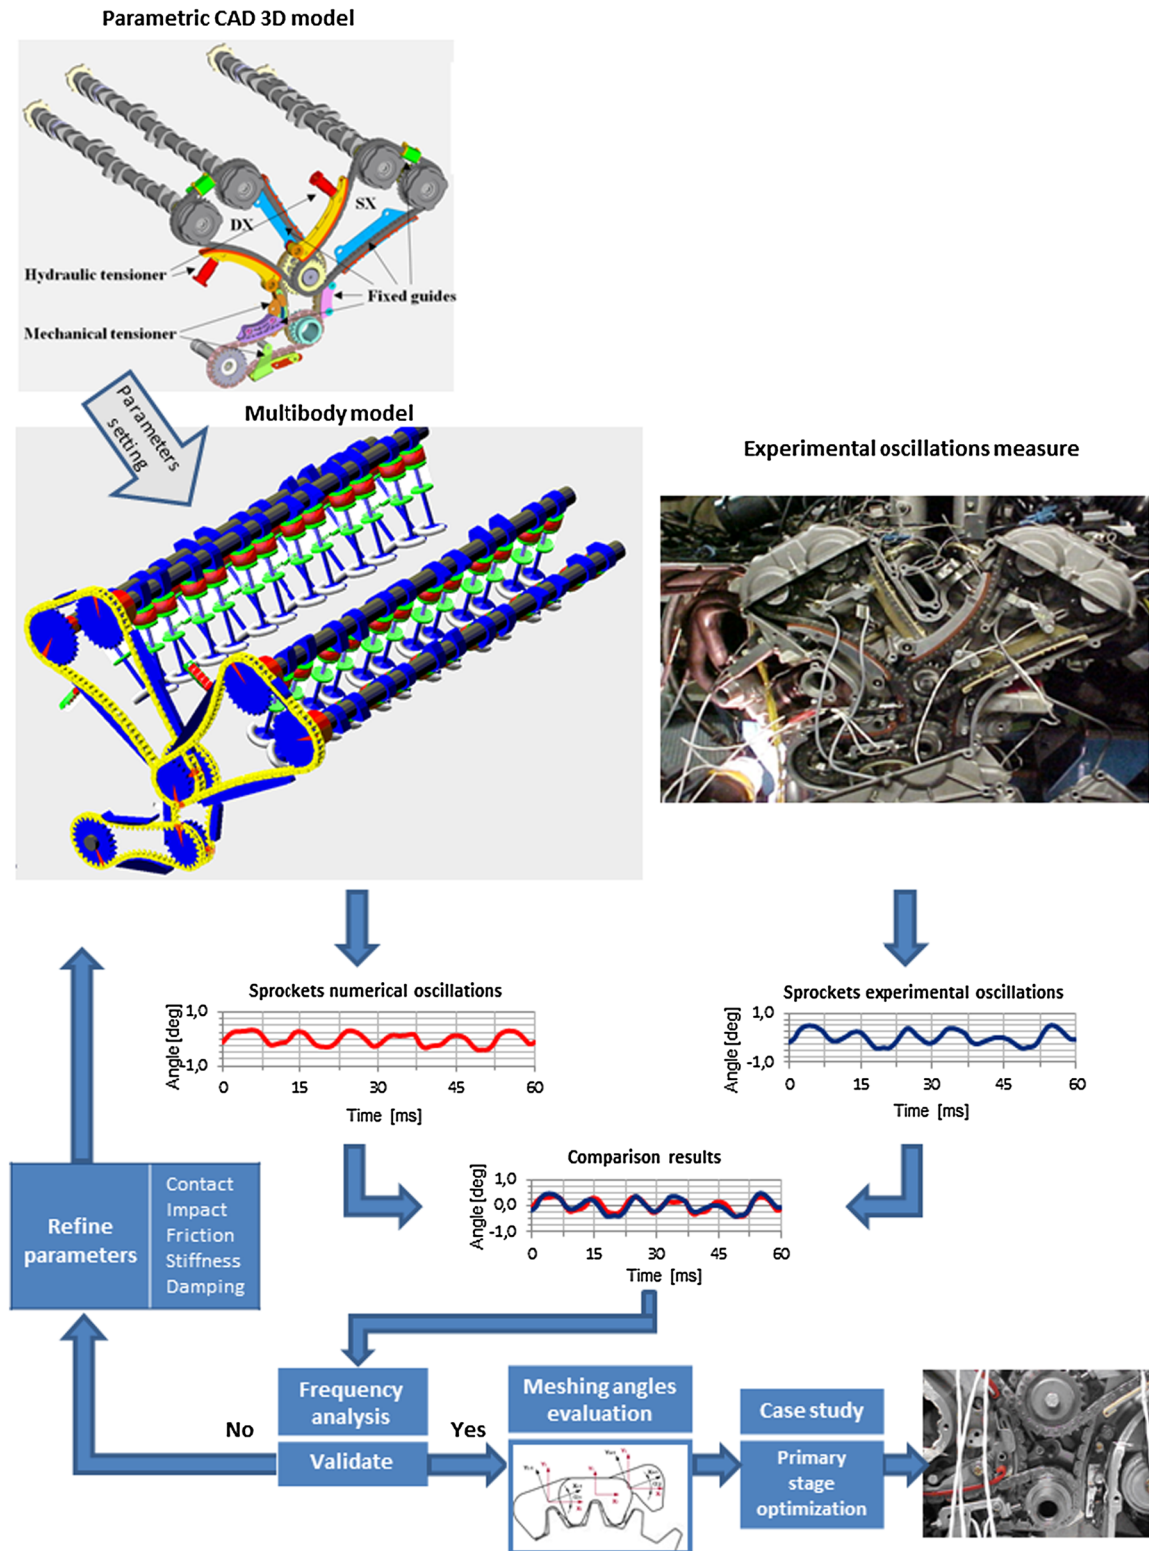 Parametric CAD 3D model
DX
SX
Hydraulic tensioner
Fixed guides
Mechanical tensioner
Parameters
setting
Multibody model
Experimental oscillations measure
Sprockets numerical oscillations
Angle [deg]
1,0
-1,0
0 15 30 45 60
Time [ms]
Sprockets experimental oscillations
Angle [deg]
1,0
-1,0
0 15 30 45 60
Time [ms]
Comparison results
Angle [deg]
1,0
0,0
-1,0
0 15 30 45 60
Time [ms]
Refine
parameters
Contact
Impact
Friction
Stiffness
Damping
Frequency
analysis
Validate
No
Yes
Meshing angles
evaluation
Case study
Primary
stage
optimization